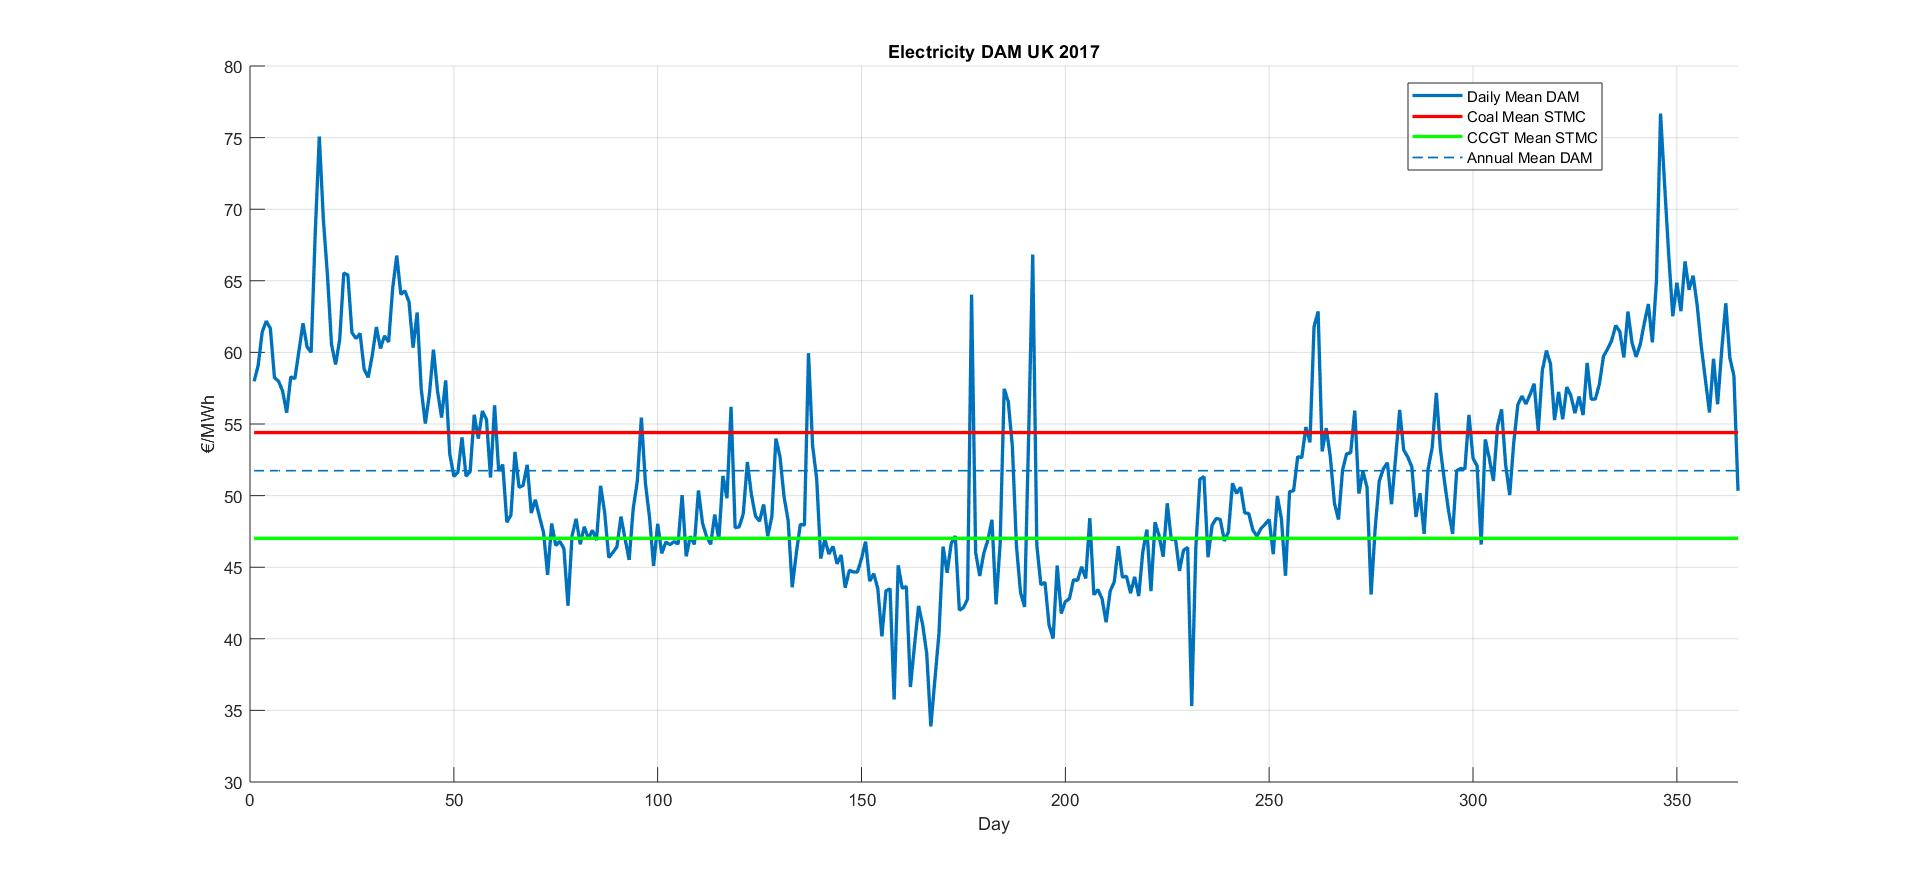 Electricity DAM UK 2017
Daily Mean DAM
Coal Mean STMC
CCGT Mean STMC
Annual Mean DAM
€/MWh
80
75
70
65
60
55
50
45
40
35
30
0 50 100 150 200 250 300 350
Day